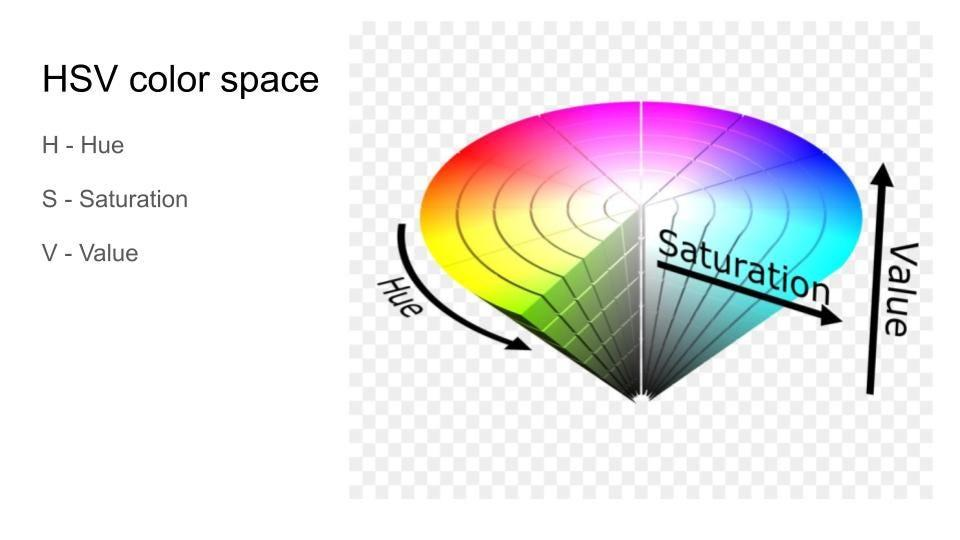 HSV color space
H - Hue
S - Saturation
V - Value
Hue
Saturation
Value